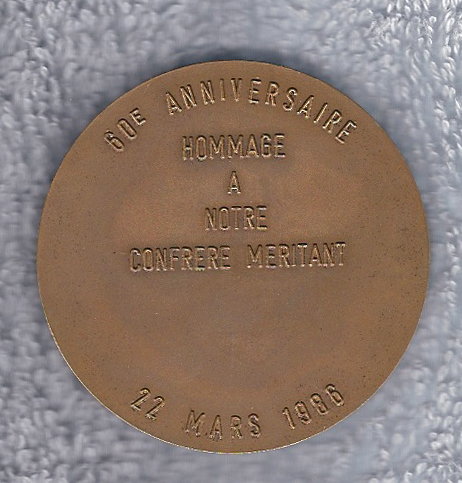 60E ANNIVERSAIRE
HOMMAGE
A
NOTRE
CONFRERE MERITANT
22 MARS 1986